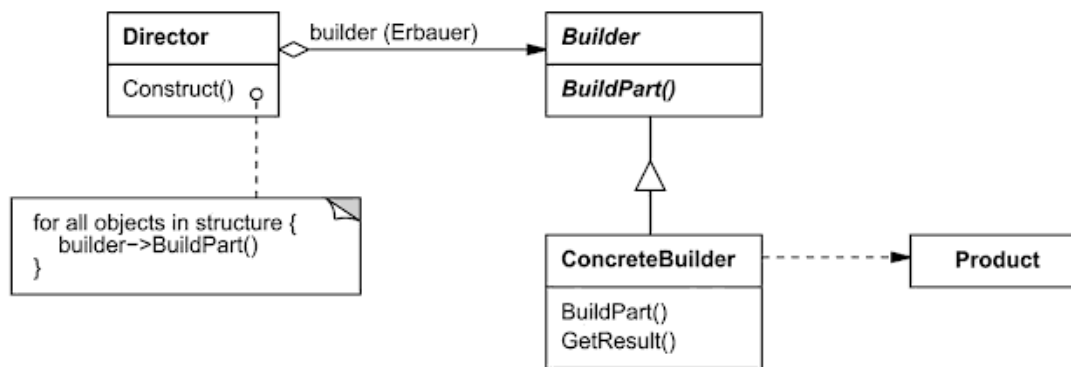 Director
builder (Erbauer)
Builder
Construct()
BuildPart()
for all objects in structure {
builder−>BuildPart()
}
ConcreteBuilder
Product
BuildPart()
GetResult()